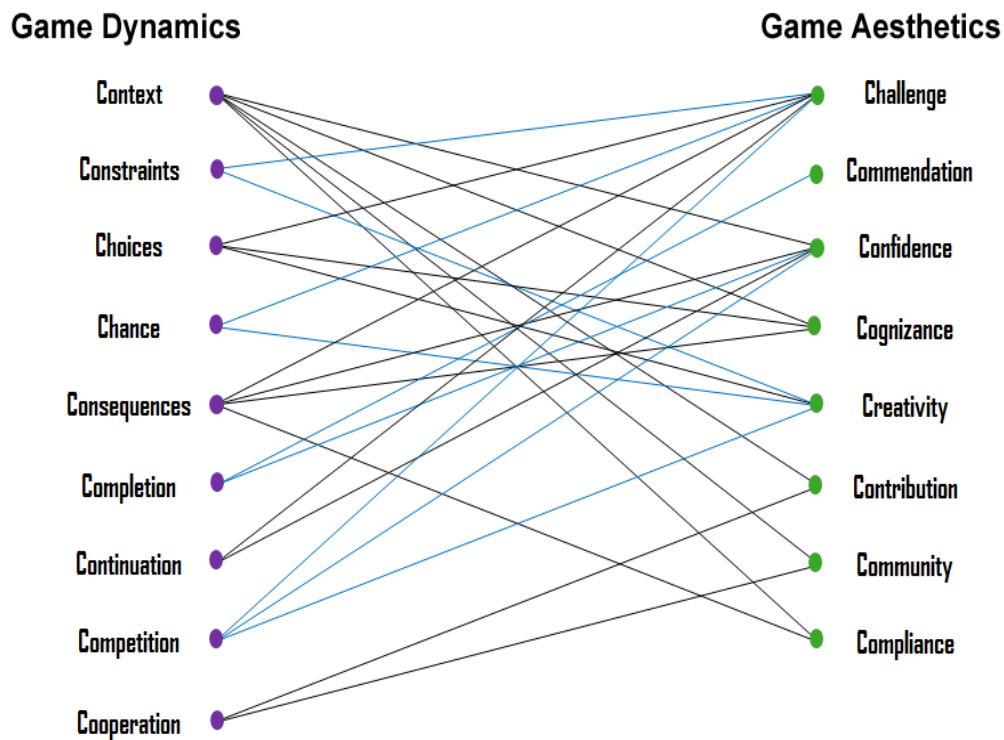 Game Dynamics
Game Aesthetics
Context
Challenge
Constraints
Commendation
Choices
Confidence
Chance
Cognizance
Consequences
Creativity
Completion
Contribution
Continuation
Community
Competition
Compliance
Cooperation